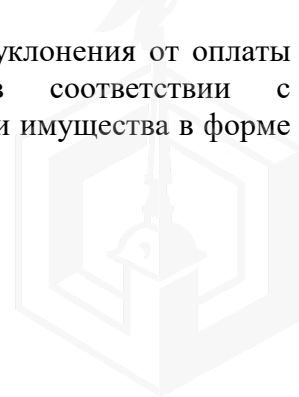 уклонения от оплаты
в соответствии с
и имущества в форме